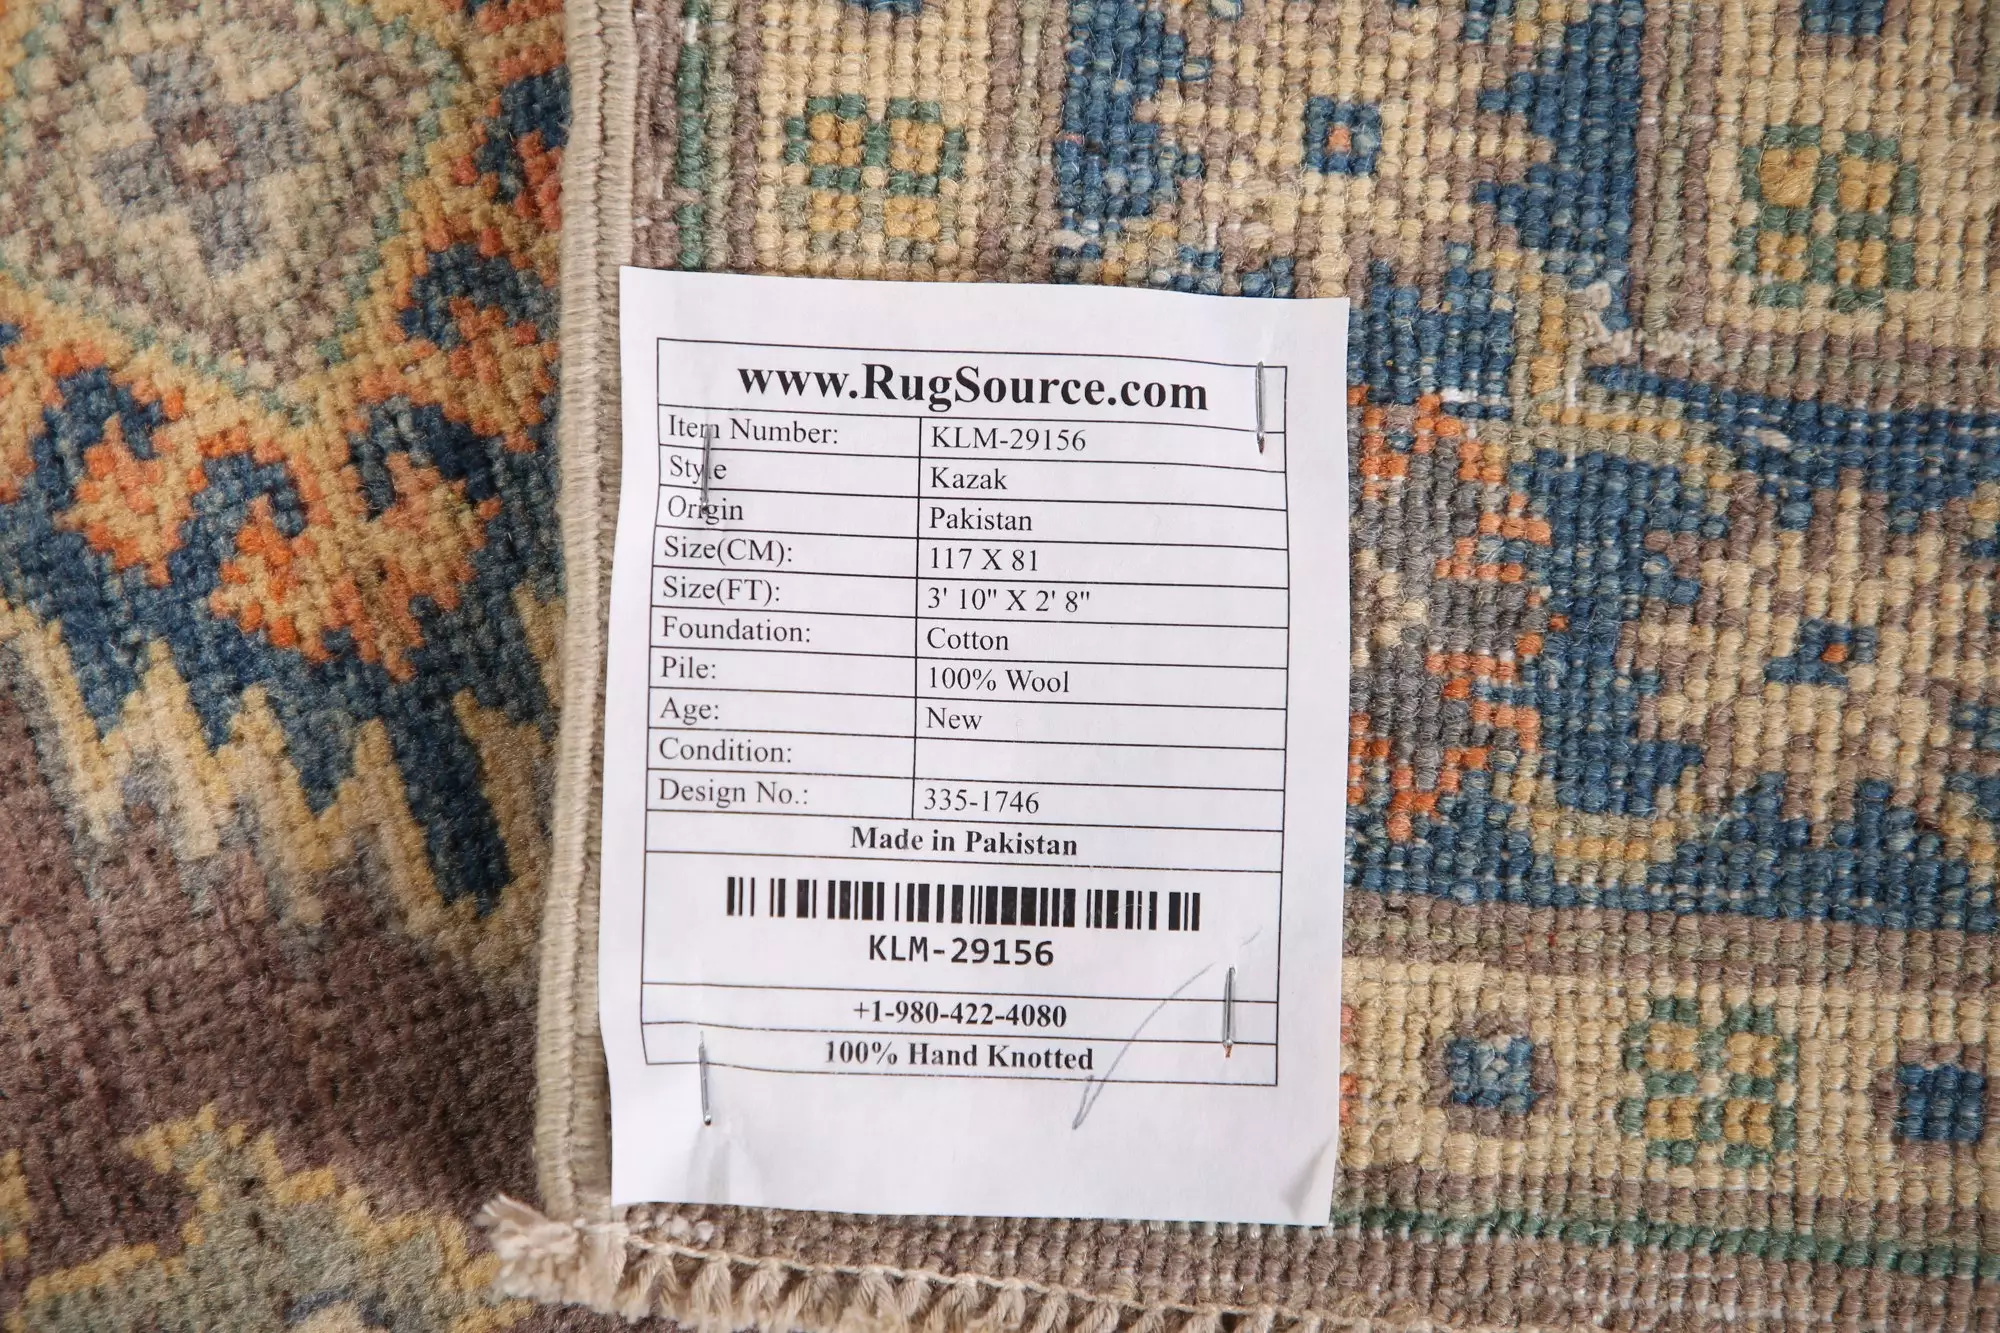 www.RugSource.com
Item Number: KLM-29156
Style Kazak
Origin Pakistan
Size(CM): 117 X 81
Size(FT): 3' 10" X 2' 8"
Foundation: Cotton
Pile: 100% Wool
Age: New
Condition:
Design No.: 335-1746
Made in Pakistan
KLM-29156
+1-980-422-4080
100% Hand Knotted